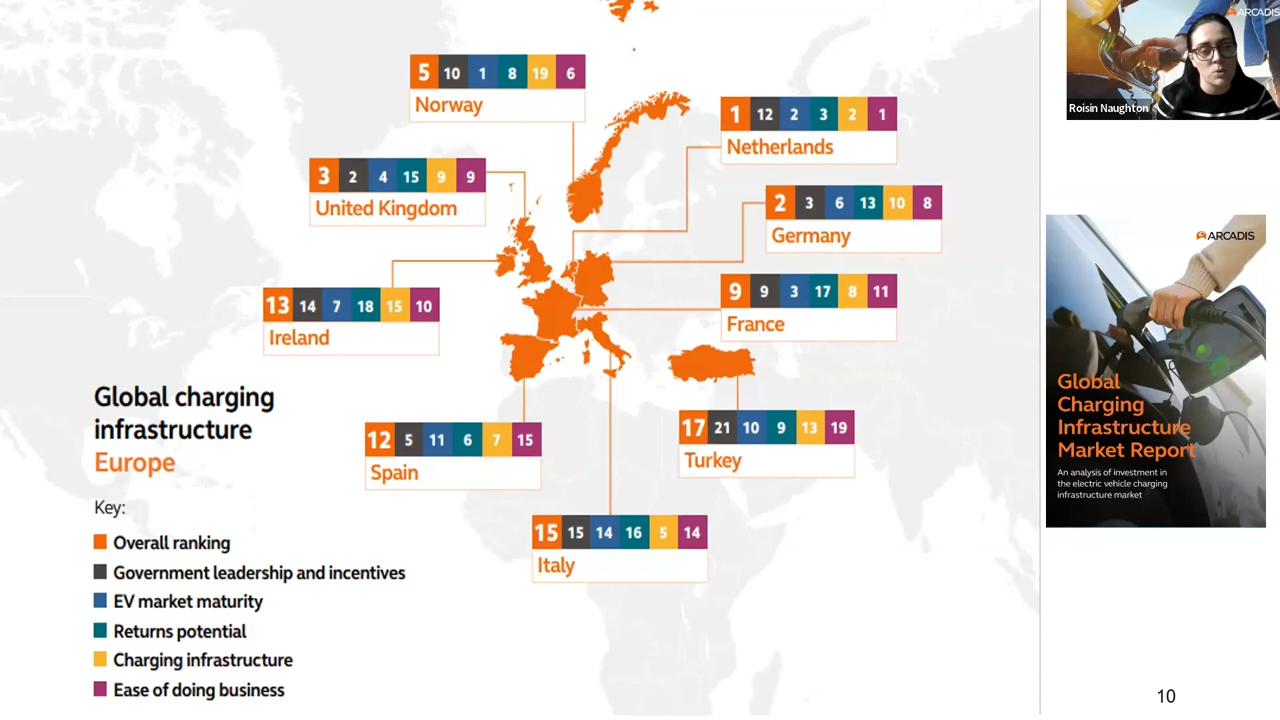 5 10 1 8 19 6
Norway
1 12 2 3 2 1
Netherlands
3 2 4 15 9 9
United Kingdom
2 3 6 13 10 8
Germany
13 14 7 18 15 10
Ireland
9 9 3 17 8 11
France
12 5 11 6 7 15
Spain
17 21 10 9 13 19
Turkey
15 15 14 16 5 14
Italy
Global charging
infrastructure
Europe
Key:
Overall ranking
Government leadership and incentives
EV market maturity
Returns potential
Charging infrastructure
Ease of doing business
ARCADIS
Roisin Naughton
ARCADIS
Global
Charging
Infrastructure
Market Report
An analysis of investment in
the electric vehicle charging
infrastructure market
10